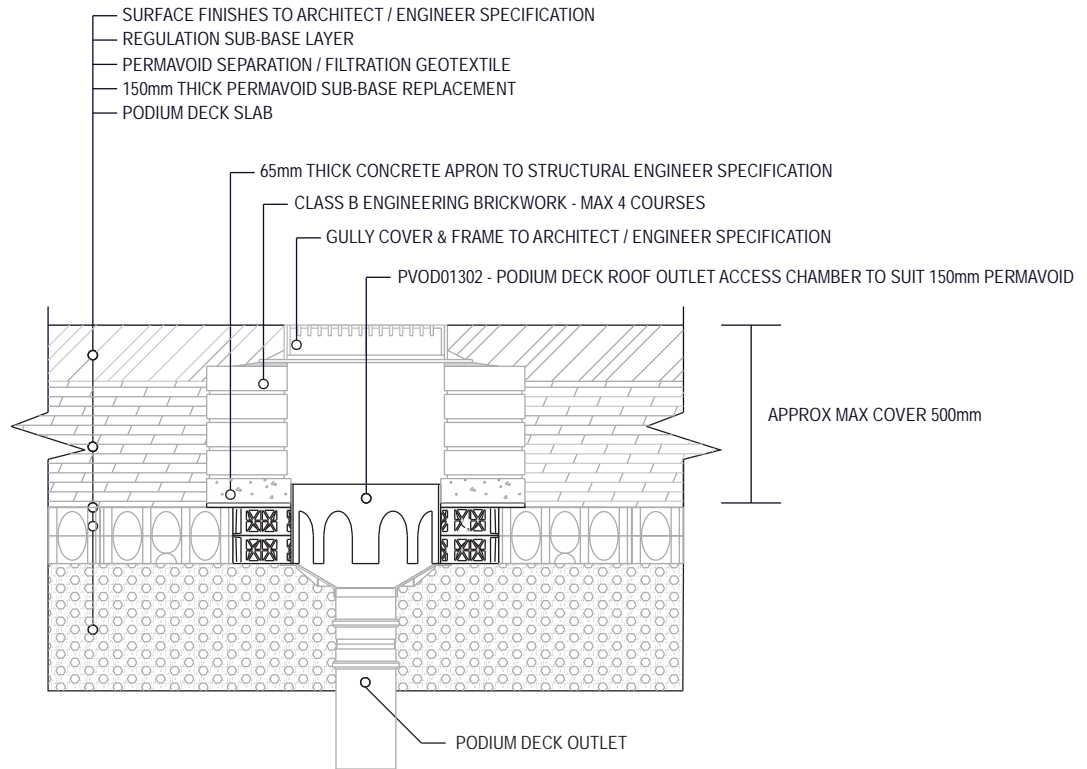 SURFACE FINISHES TO ARCHITECT / ENGINEER SPECIFICATION
REGULATION SUB-BASE LAYER
PERMAVOID SEPARATION / FILTRATION GEOTEXTILE
150mm THICK PERMAVOID SUB-BASE REPLACEMENT
PODIUM DECK SLAB
65mm THICK CONCRETE APRON TO STRUCTURAL ENGINEER SPECIFICATION
CLASS B ENGINEERING BRICKWORK - MAX 4 COURSES
GULLY COVER & FRAME TO ARCHITECT / ENGINEER SPECIFICATION
PVOD01302 - PODIUM DECK ROOF OUTLET ACCESS CHAMBER TO SUIT 150mm PERMAVOID
APPROX MAX COVER 500mm
PODIUM DECK OUTLET